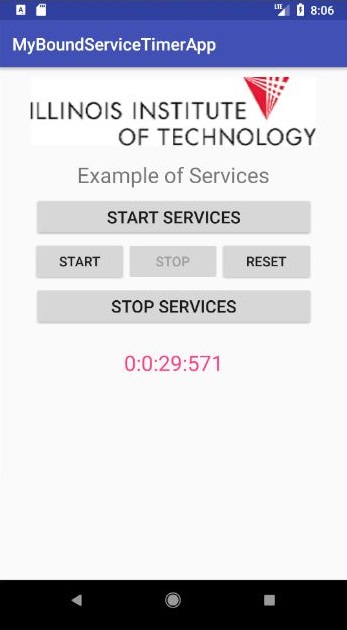 LTE 8:06
MyBoundServiceTimerApp
ILLINOIS INSTITUTE
OF TECHNOLOGY
Example of Services
START SERVICES
START STOP RESET
STOP SERVICES
0:0:29:571